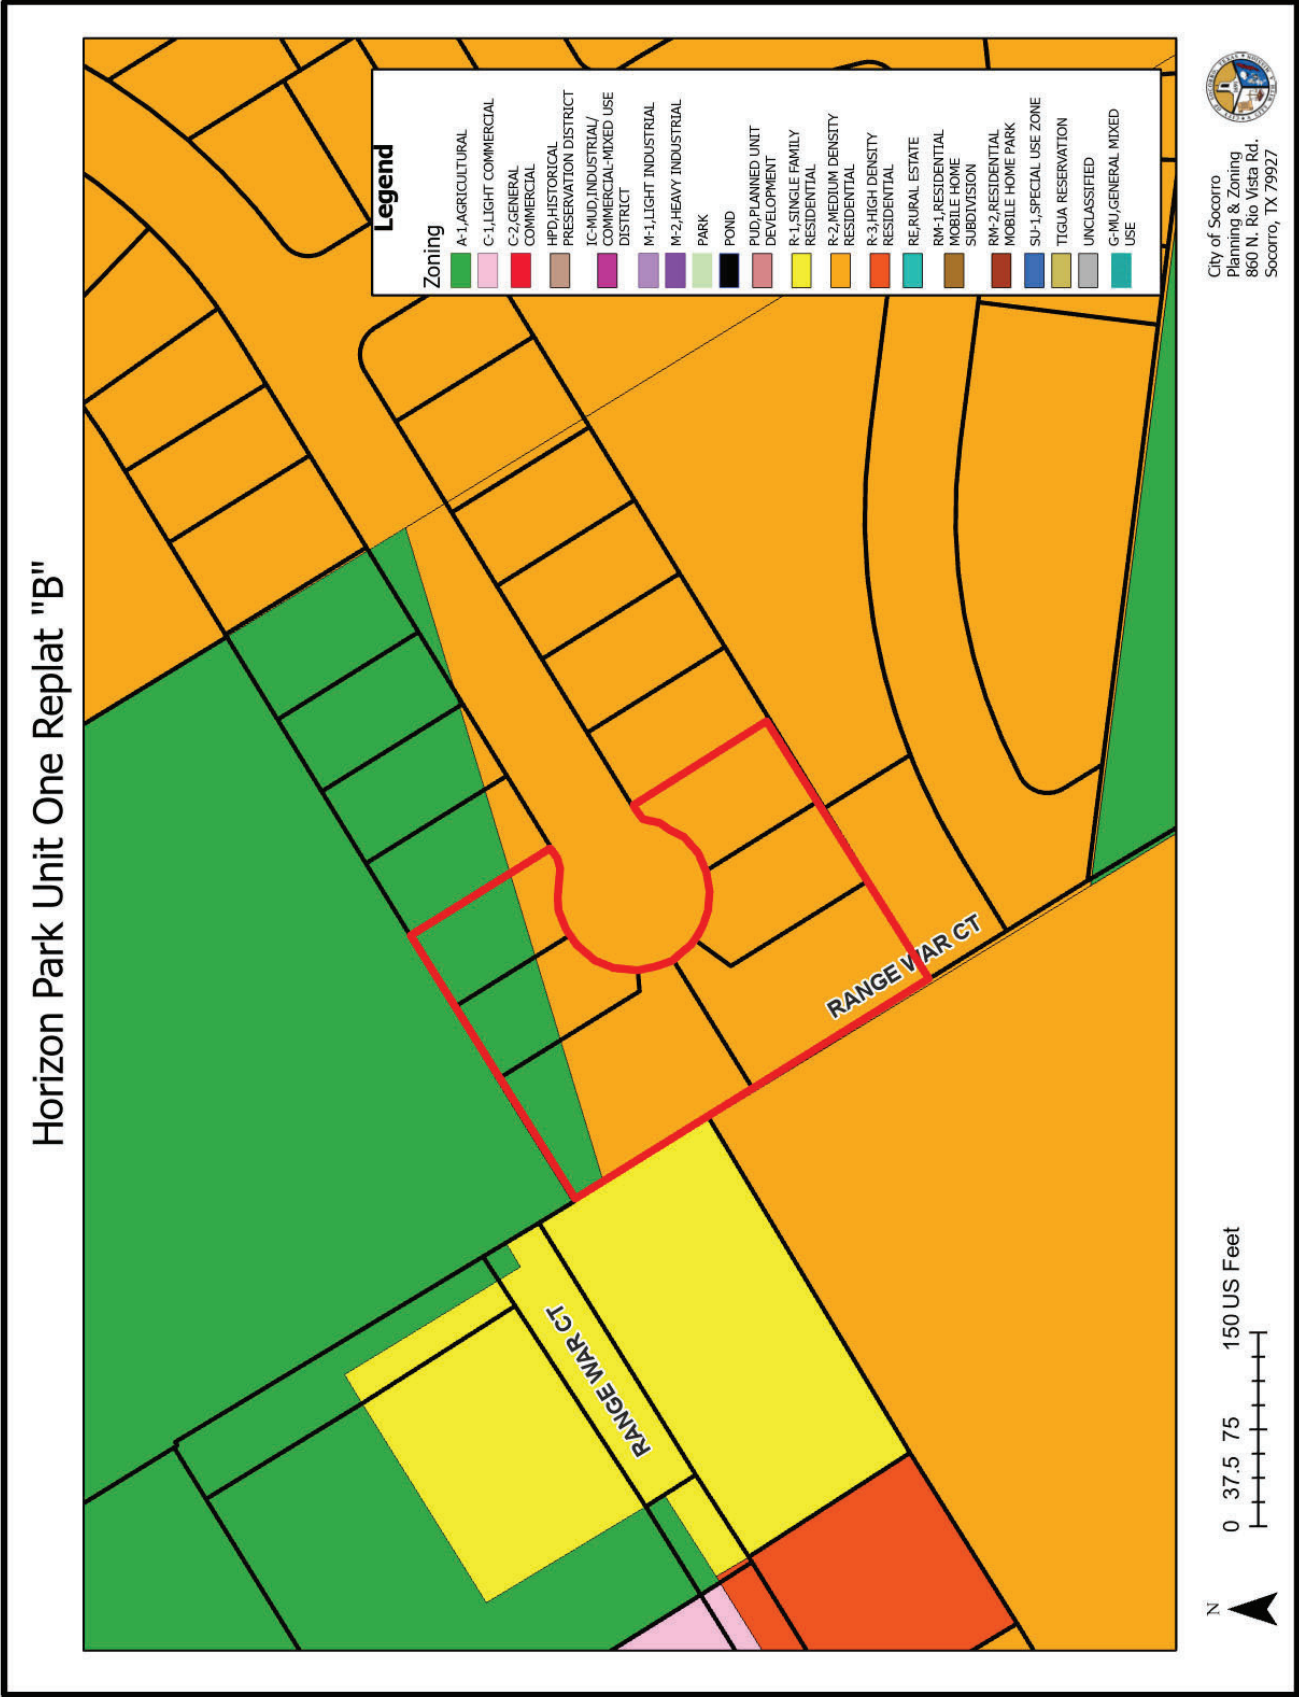 Horizon Park Unit One Replat "B"
Legend
Zoning
A-1,AGRICULTURAL
C-1,LIGHT COMMERCIAL
C-2,GENERAL
COMMERCIAL
HPD,HISTORICAL
PRESERVATION DISTRICT
IC-MUD,INDUSTRIAL/
COMMERCIAL-MIXED USE
DISTRICT
M-1,LIGHT INDUSTRIAL
M-2,HEAVY INDUSTRIAL
PARK
POND
PUD,PLANNED UNIT
DEVELOPMENT
R-1,SINGLE FAMILY
RESIDENTIAL
R-2,MEDIUM DENSITY
RESIDENTIAL
R-3,HIGH DENSITY
RESIDENTIAL
RE,RURAL ESTATE
RM-1,RESIDENTIAL
MOBILE HOME
SUBDIVISION
RM-2,RESIDENTIAL
MOBILE HOME PARK
SU-1,SPECIAL USE ZONE
TIGUA RESERVATION
UNCLASSIFIED
G-MU,GENERAL MIXED
USE
RANGE WAR CT
RANGE WAR CT
N
0 37.5 75 150 US Feet
City of Socorro
Planning & Zoning
860 N. Rio Vista Rd.
Socorro, TX 79927